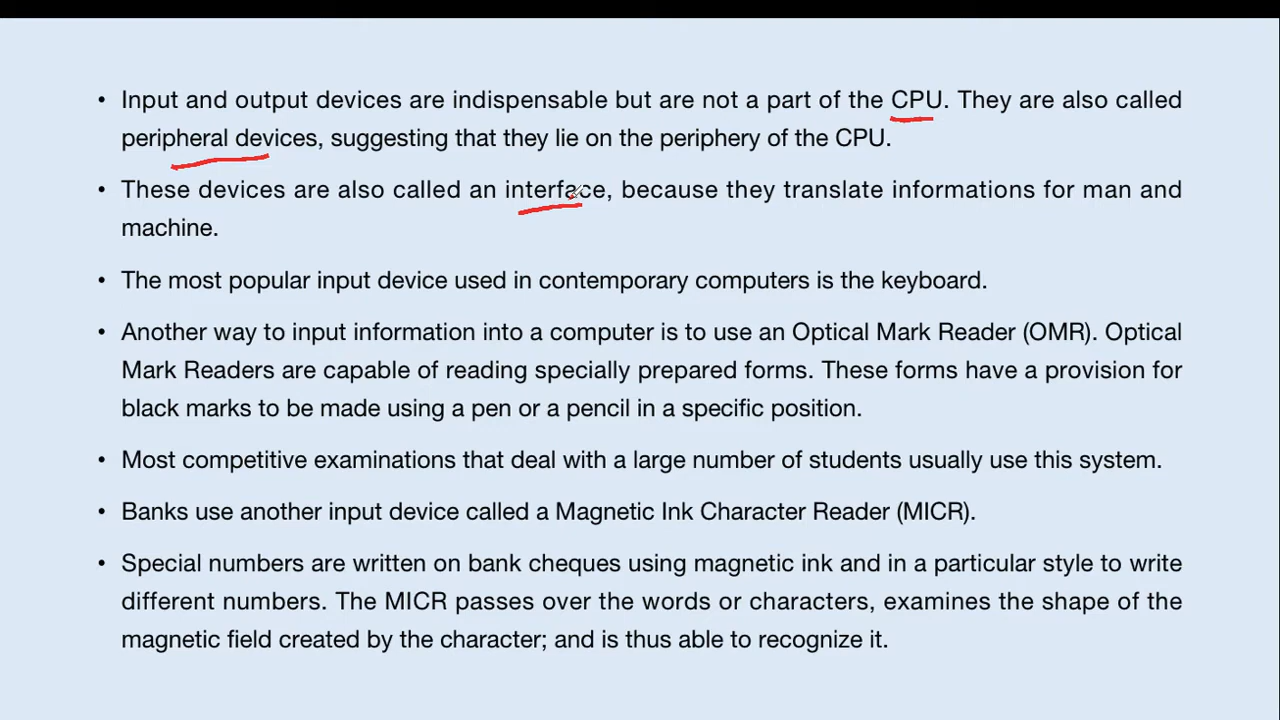 • Input and output devices are indispensable but are not a part of the CPU. They are also called
peripheral devices, suggesting that they lie on the periphery of the CPU.
• These devices are also called an interface, because they translate informations for man and
machine.
• The most popular input device used in contemporary computers is the keyboard.
• Another way to input information into a computer is to use an Optical Mark Reader (OMR). Optical
Mark Readers are capable of reading specially prepared forms. These forms have a provision for
black marks to be made using a pen or a pencil in a specific position.
• Most competitive examinations that deal with a large number of students usually use this system.
• Banks use another input device called a Magnetic Ink Character Reader (MICR).
• Special numbers are written on bank cheques using magnetic ink and in a particular style to write
different numbers. The MICR passes over the words or characters, examines the shape of the
magnetic field created by the character; and is thus able to recognize it.